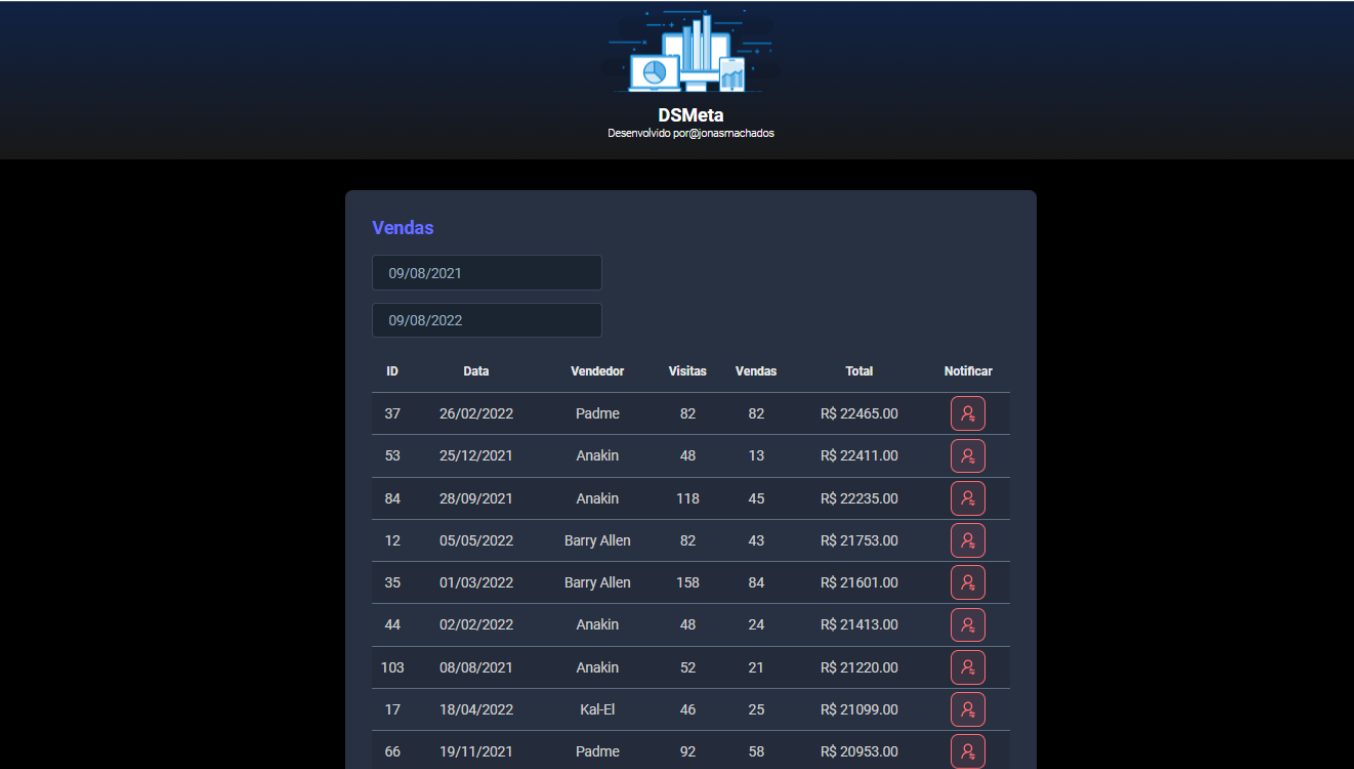 DSMeta
Desenvolvido por@jonasmachados
Vendas
09/08/2021
09/08/2022
ID Data Vendedor Visitas Vendas Total Notificar
37 26/02/2022 Padme 82 82 R$ 22465.00
53 25/12/2021 Anakin 48 13 R$ 22411.00
84 28/09/2021 Anakin 118 45 R$ 22235.00
12 05/05/2022 Barry Allen 82 43 R$ 21753.00
35 01/03/2022 Barry Allen 158 84 R$ 21601.00
44 02/02/2022 Anakin 48 24 R$ 21413.00
103 08/08/2021 Anakin 52 21 R$ 21220.00
17 18/04/2022 Kal-El 46 25 R$ 21099.00
66 19/11/2021 Padme 92 58 R$ 20953.00